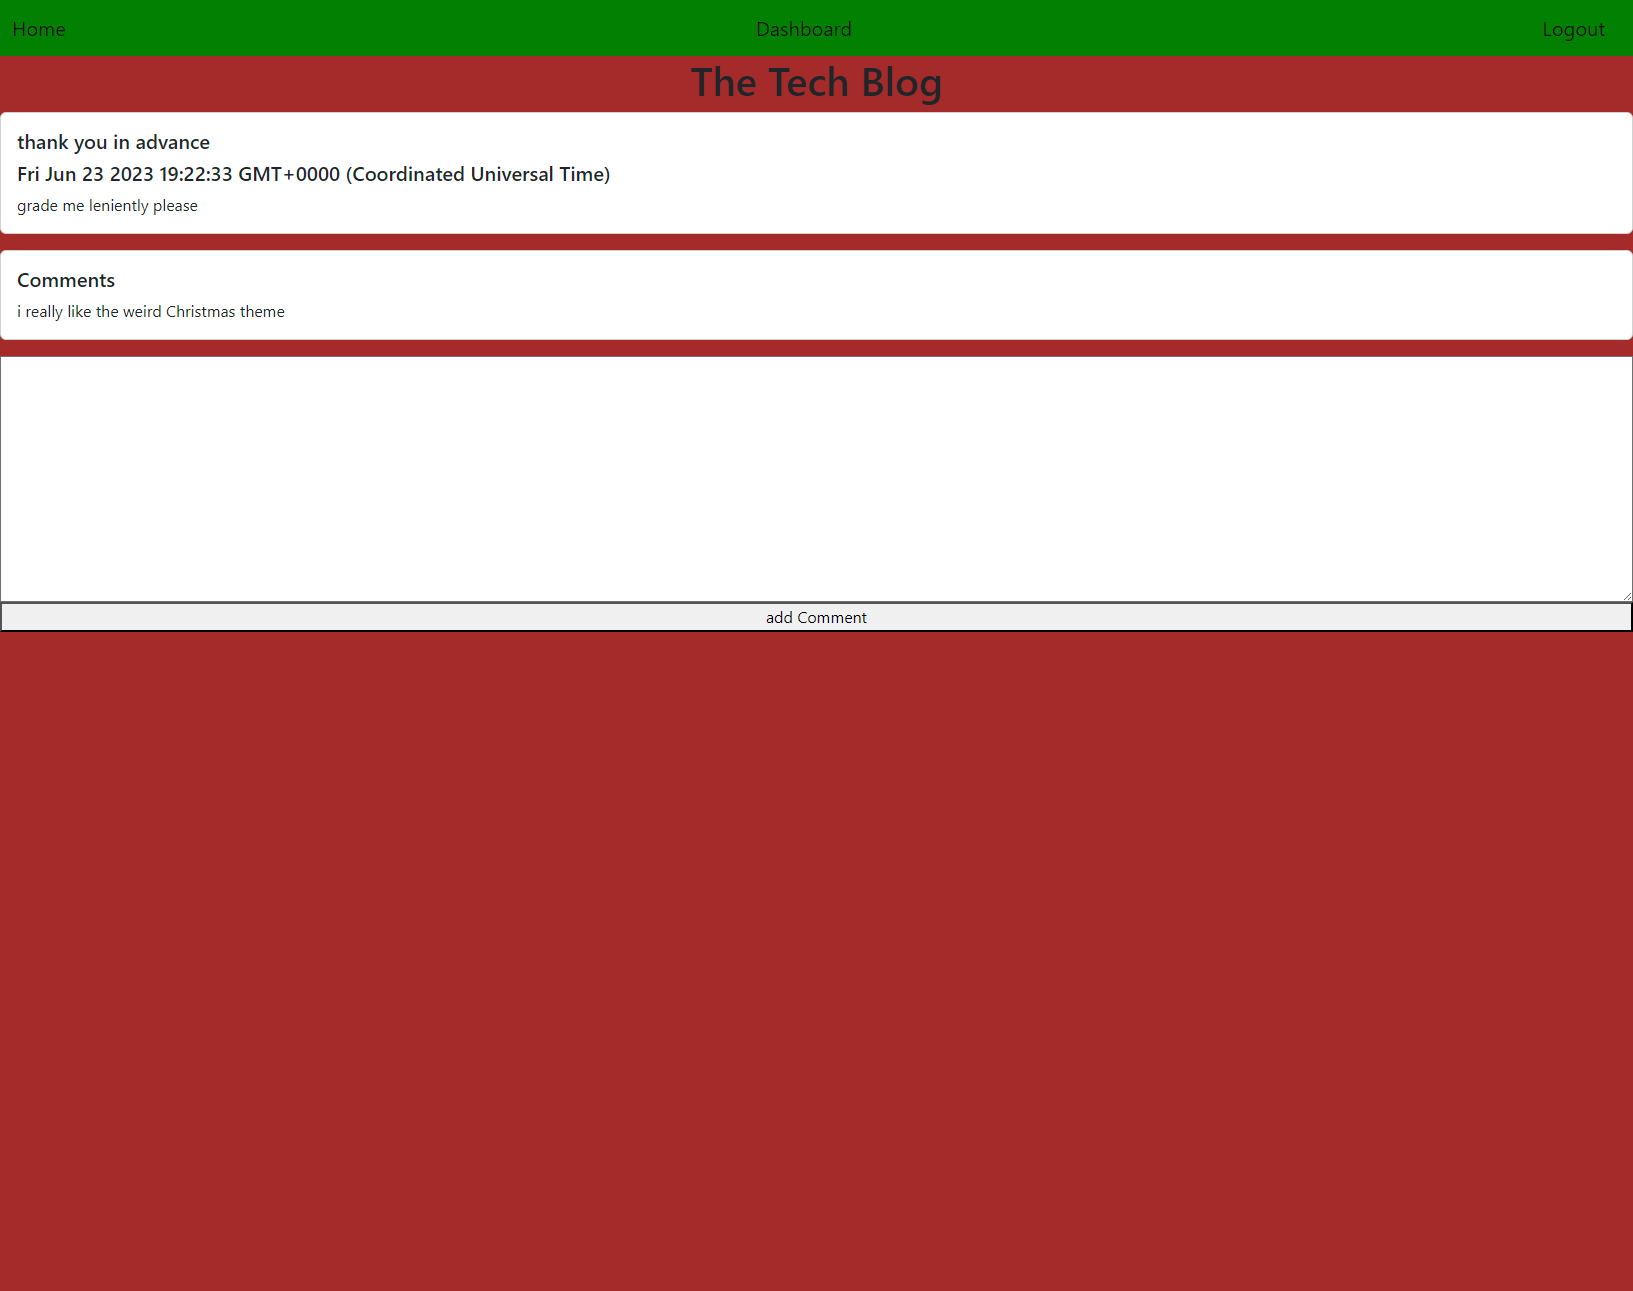 Home Dashboard Logout
The Tech Blog
thank you in advance
Fri Jun 23 2023 19:22:33 GMT+0000 (Coordinated Universal Time)
grade me leniently please
Comments
i really like the weird Christmas theme
add Comment